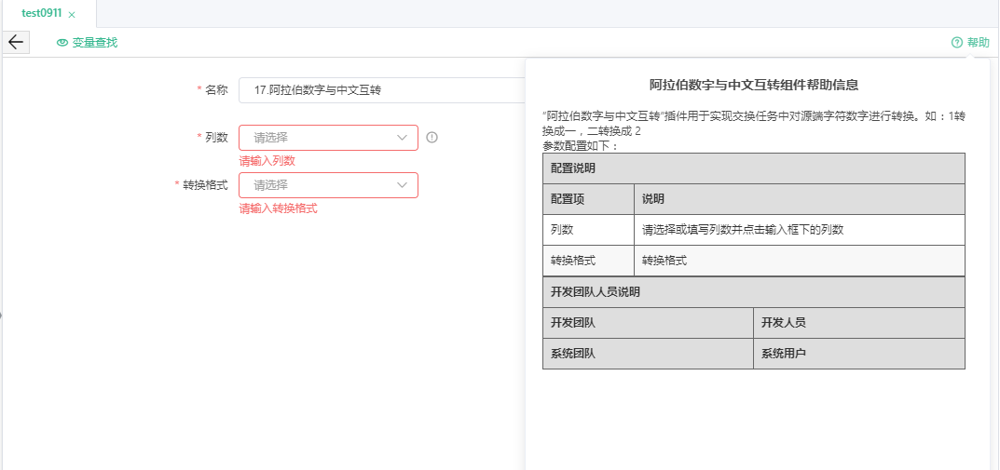 test0911
变量查找
帮助
* 名称
17.阿拉伯数字与中文互转
* 列数
请选择
请输入列数
* 转换格式
请选择
请输入转换格式
阿拉伯数字与中文互转组件帮助信息
“阿拉伯数字与中文互转”插件用于实现交换任务中对源端字符数字进行转换。如：1转
换成一，二转换成 2
参数配置如下：
配置说明
配置项 说明
列数 请选择或填写列数并点击输入框下的列数
转换格式 转换格式
开发团队人员说明
开发团队 开发人员
系统团队 系统用户